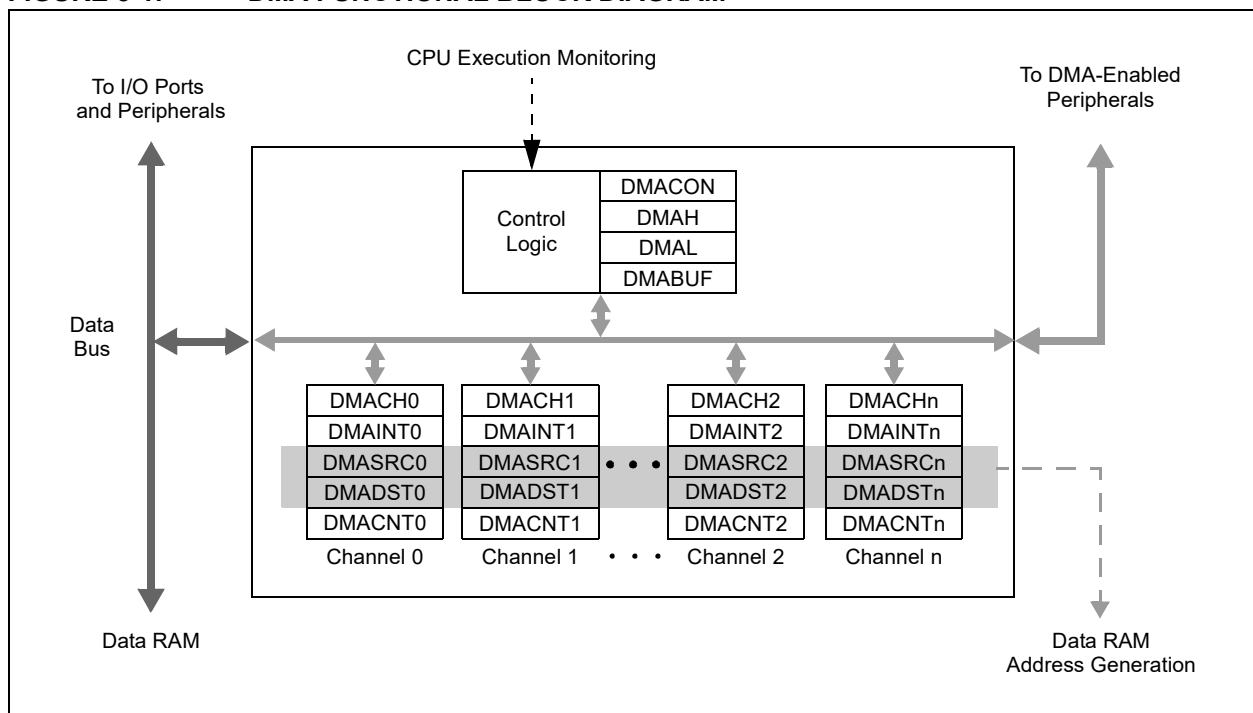 CPU Execution Monitoring
To I/O Ports
and Peripherals
To DMA-Enabled
Peripherals
Control
Logic
DMACON
DMAH
DMAL
DMABUF
Data
Bus
DMACH0
DMAINT0
DMASRC0
DMADST0
DMACNT0
Channel 0
DMACH1
DMAINT1
DMASRC1
DMADST1
DMACNT1
Channel 1
DMACH2
DMAINT2
DMASRC2
DMADST2
DMACNT2
Channel 2
DMACHn
DMAINTn
DMASRCn
DMADSTn
DMACNTn
Channel n
Data RAM
Data RAM
Address Generation